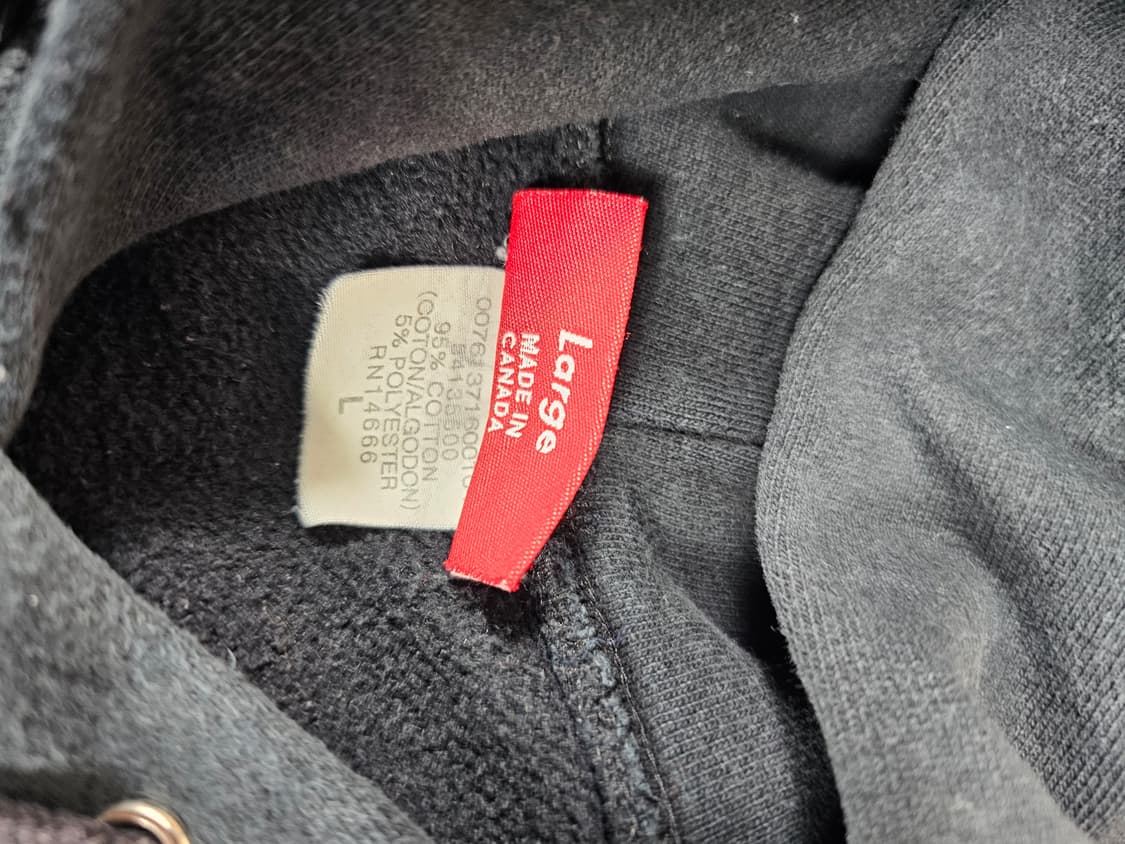 Large
MADE IN
CANADA
95% COTTON
(COTON/ALGODON)
5% POLYESTER
RN14666
L